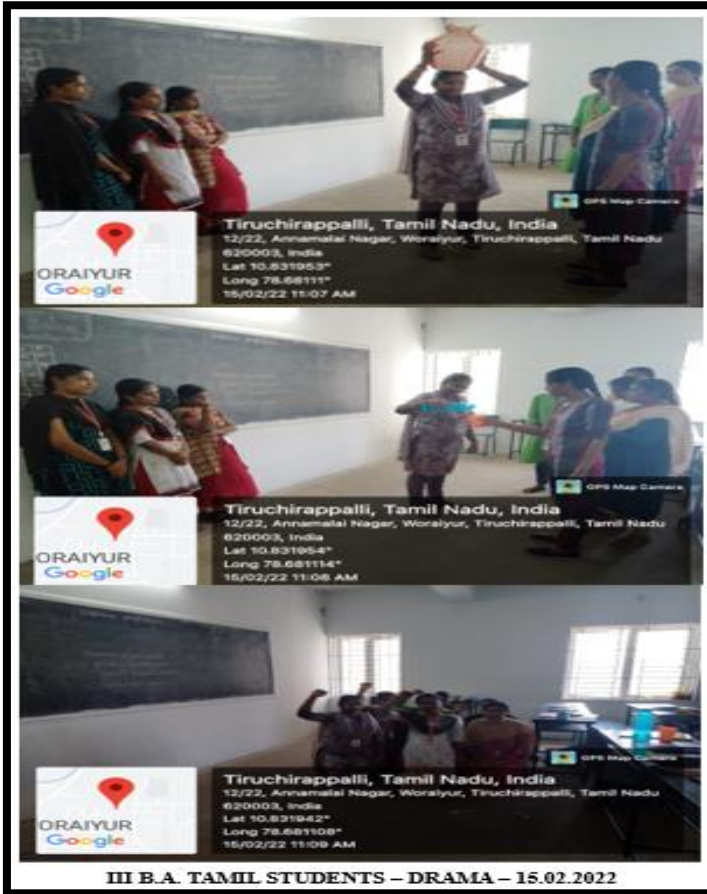 GPS Map Camera
Tiruchirappalli, Tamil Nadu, India
12/22, Annamalai Nagar, Woraiyur, Tiruchirappalli, Tamil Nadu
620003, India
Lat 10.831953°
Long 78.68111°
15/02/22 11:07 AM
ORAIYUR
Google
GPS Map Camera
Tiruchirappalli, Tamil Nadu, India
12/22, Annamalai Nagar, Woraiyur, Tiruchirappalli, Tamil Nadu
620003, India
Lat 10.831954°
Long 78.681114°
15/02/22 11:08 AM
ORAIYUR
Google
GPS Map Camera
Tiruchirappalli, Tamil Nadu, India
12/22, Annamalai Nagar, Woraiyur, Tiruchirappalli, Tamil Nadu
620003, India
Lat 10.831942°
Long 78.681108°
15/02/22 11:09 AM
ORAIYUR
Google
III B.A. TAMIL STUDENTS – DRAMA – 15.02.2022